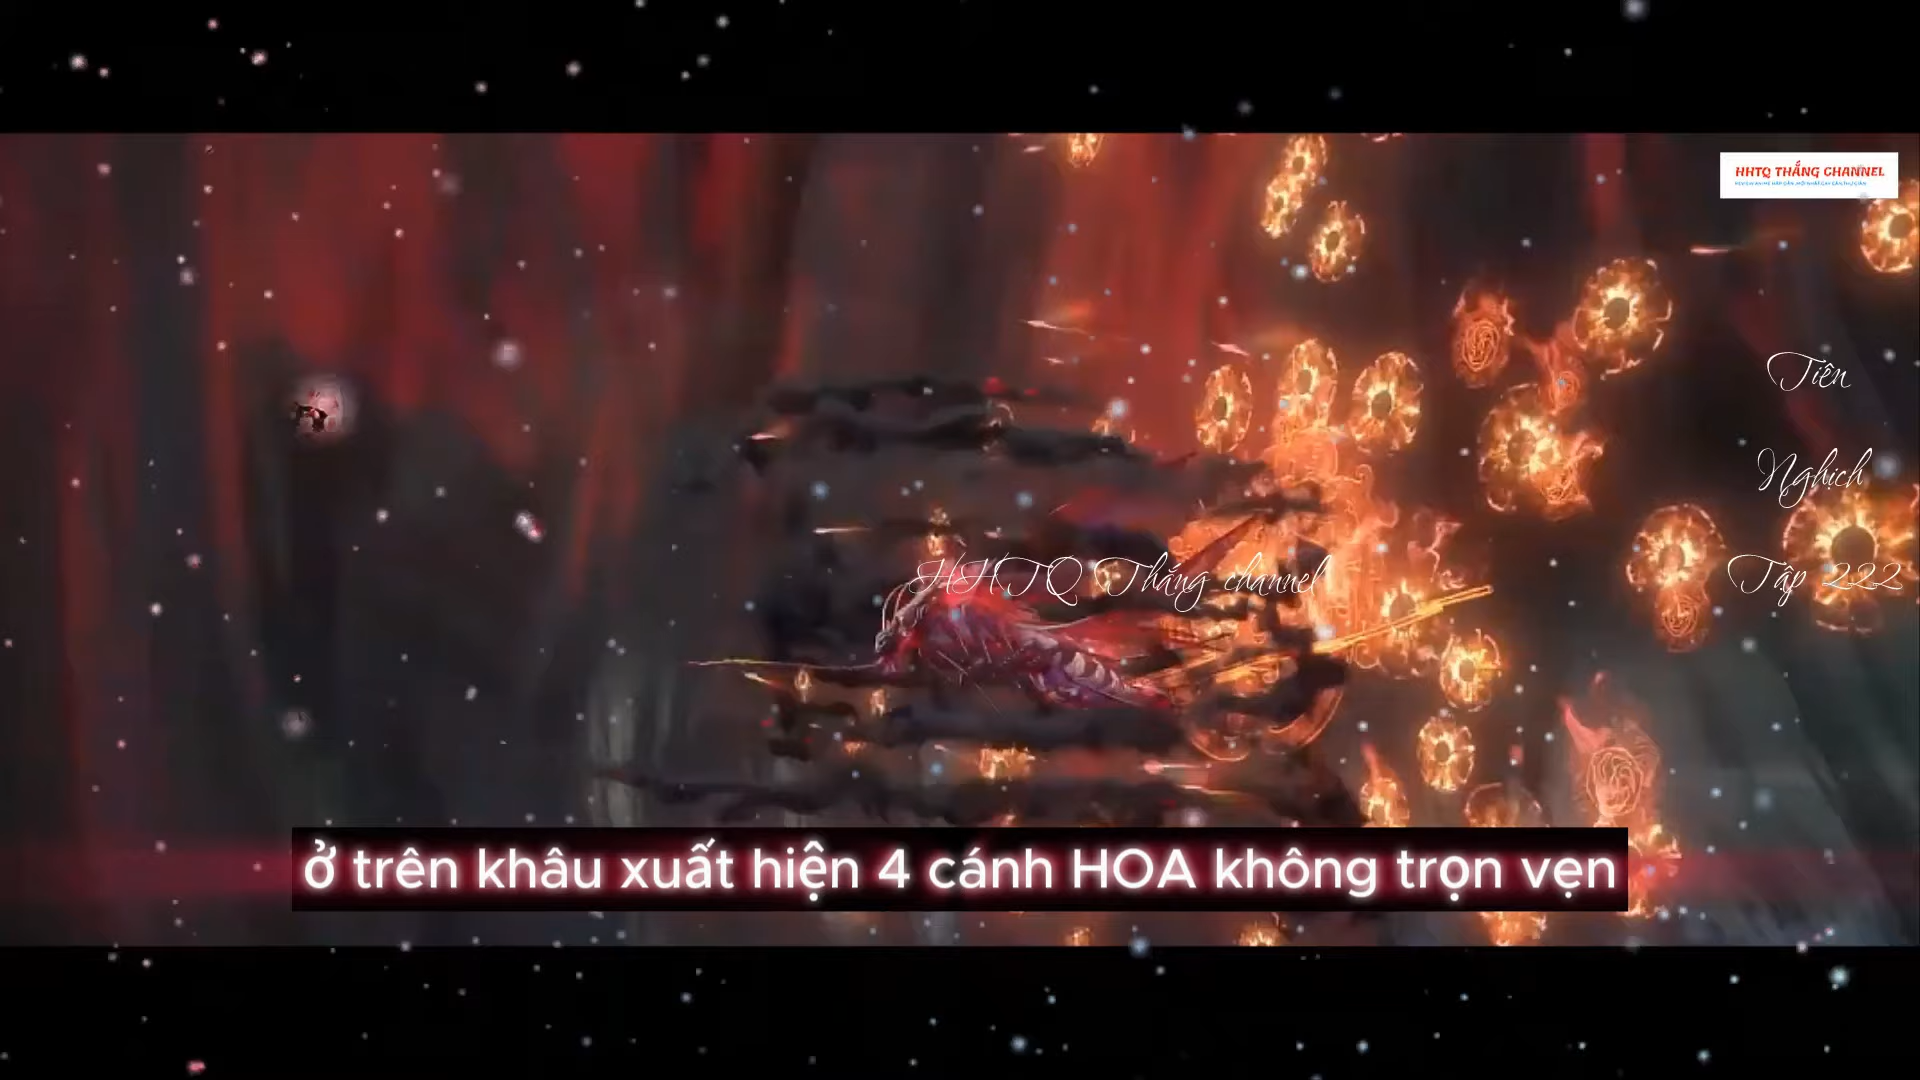 HHTQ THẮNG CHANNEL
Tiên
Nghịch
Tập 222
HHTQ Thắng channel
ở trên khâu xuất hiện 4 cánh HOA không trọn vẹn